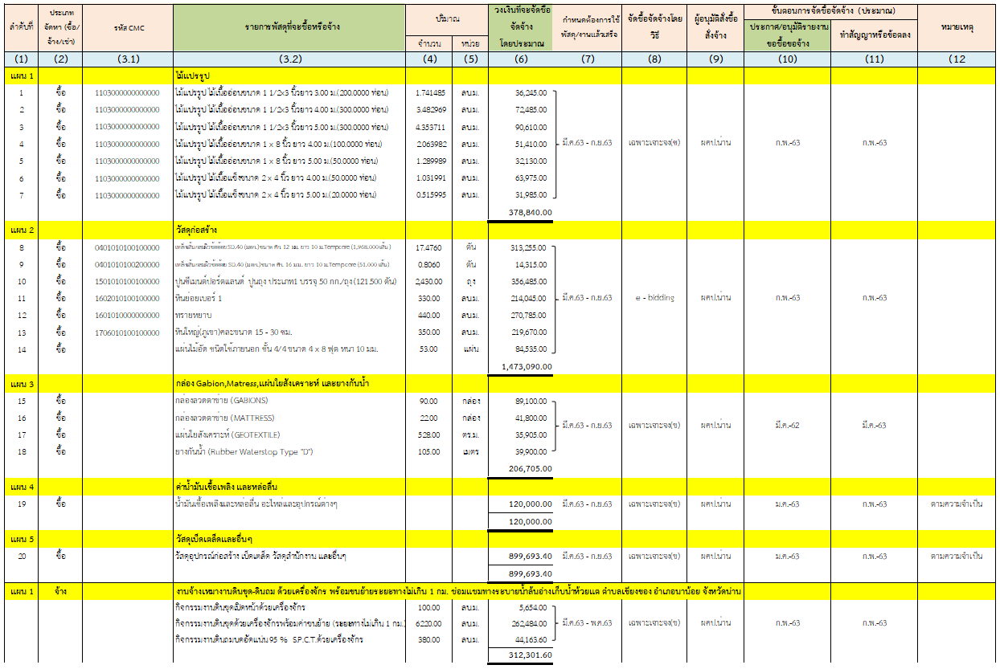 ลำดับที่ ประเภทจัดหา (ซื้อ/จ้าง/เช่า) รหัส CMC รายการพัสดุที่จะซื้อหรือจ้าง ปริมาณ จำนวน หน่วย วงเงินที่จะจัดซื้อจัดจ้างโดยประมาณ กำหนดต้องการใช้พัสดุ/งานแล้วเสร็จ จัดซื้อจัดจ้างโดยวิธี ผู้อนุมัติสั่งซื้อสั่งจ้าง ขั้นตอนการจัดซื้อจัดจ้าง (ประมาณ) ประกาศ/อนุมัติรายงานขอซื้อขอจ้าง ทำสัญญาหรือข้อตลง หมายเหตุ
(1) (2) (3.1) (3.2) (4) (5) (6) (7) (8) (9) (10) (11) (12
แผน 1 ไม้แปรรูป
1 ซื้อ 1103000000000000 ไม้แปรรูป ไม้เนื้ออ่อนขนาด 1 1/2x3 นิ้วยาว 3.00 ม.(200.0000 ท่อน) 1.741485 ลบ.ม. 36,245.00
2 ซื้อ 1103000000000000 ไม้แปรรูป ไม้เนื้ออ่อนขนาด 1 1/2x3 นิ้วยาว 4.00 ม.(300.0000 ท่อน) 3.482969 ลบ.ม. 72,485.00
3 ซื้อ 1103000000000000 ไม้แปรรูป ไม้เนื้ออ่อนขนาด 1 1/2x3 นิ้วยาว 5.00 ม.(300.0000 ท่อน) 4.353711 ลบ.ม. 90,610.00
4 ซื้อ 1103000000000000 ไม้แปรรูป ไม้เนื้ออ่อนขนาด 1 x 8 นิ้ว ยาว 4.00 ม.(100.0000 ท่อน) 2.063982 ลบ.ม. 51,410.00 มี.ค.63 - ก.ย.63 เฉพาะเจาะจง(ข) ผคป.น่าน ก.พ.-63 ก.พ.-63
5 ซื้อ 1103000000000000 ไม้แปรรูป ไม้เนื้ออ่อนขนาด 1 x 8 นิ้ว ยาว 5.00 ม.(50.0000 ท่อน) 1.289989 ลบ.ม. 32,130.00
6 ซื้อ 1103000000000000 ไม้แปรรูป ไม้เนื้อแข็งขนาด 2 x 4 นิ้ว ยาว 4.00 ม.(50.0000 ท่อน) 1.031991 ลบ.ม. 63,975.00
7 ซื้อ 1103000000000000 ไม้แปรรูป ไม้เนื้อแข็งขนาด 2 x 4 นิ้ว ยาว 5.00 ม.(20.0000 ท่อน) 0.515995 ลบ.ม. 31,985.00
378,840.00
แผน 2 วัสดุก่อสร้าง
8 ซื้อ 0401010100100000 เหล็กเส้นกลมผิวข้ออ้อย SD.40 (มอก.)ขนาด ศก. 12 มม. ยาว 10 ม.Tempcore (1,968.000 เส้น) 17.4760 ตัน 313,255.00
9 ซื้อ 0401010100200000 เหล็กเส้นกลมผิวข้ออ้อย SD.40 (มอก.)ขนาด ศก. 16 มม. ยาว 10 ม.Tempcore (51.000 เส้น) 0.8060 ตัน 14,315.00
10 ซื้อ 1501010100100000 ปูนซีเมนต์ปอร์ตแลนด์ ปูนถุง ประเภท1 บรรจุ 50 กก./ถุง (121.500 ตัน) 2,430.00 ถุง 356,485.00
11 ซื้อ 1602010100100000 หินย่อยเบอร์ 1 330.00 ลบ.ม. 214,045.00 มี.ค.63 - ก.ย.63 e - bidding ผคป.น่าน ก.พ.-63 ก.พ.-63
12 ซื้อ 1601010000000000 ทรายหยาบ 440.00 ลบ.ม. 270,785.00
13 ซื้อ 1706010100100000 หินใหญ่(ภูเขา)คละขนาด 15 - 30 ซม. 350.00 ลบ.ม. 219,670.00
14 ซื้อ แผ่นไม้อัด ชนิดใช้ภายนอก ชั้น 4/4 ขนาด 4 x 8 ฟุต หนา 10 มม. 53.00 แผ่น 84,535.00
1,473,090.00
แผน 3 กล่อง Gabion,Matress,แผ่นใยสังเคราะห์ และยางกันน้ำ
15 ซื้อ กล่องลวดตาข่าย (GABIONS) 90.00 กล่อง 89,100.00
16 ซื้อ กล่องลวดตาข่าย (MATTRESS) 22.00 กล่อง 41,800.00 มี.ค.63 - ก.ย.63 เฉพาะเจาะจง(ข) ผคป.น่าน มี.ค.-62 มี.ค.-63
17 ซื้อ แผ่นใยสังเคราะห์ (GEOTEXTILE) 528.00 ตร.ม. 35,905.00
18 ซื้อ ยางกันน้ำ (Rubber Waterstop Type "D") 105.00 เมตร 39,900.00
206,705.00
แผน 4 ค่าน้ำมันเชื้อเพลิง และหล่อลื่น
19 ซื้อ น้ำมันเชื้อเพลิงและหล่อลื่น อะไหล่และอุปกรณ์ต่างๆ 120,000.00 มี.ค.63 - ก.ย.63 เฉพาะเจาะจง(ข) ผคป.น่าน ม.ค.-63 ก.พ.-63 ตามความจำเป็น
120,000.00
แผน 5 วัสดุเบ็ดเตล็ดและอื่นๆ
20 ซื้อ วัสดุอุปกรณ์ก่อสร้าง เบ็ดเตล็ด วัสดุสำนักงาน และอื่นๆ 899,693.40 มี.ค.63 - ก.ย.63 เฉพาะเจาะจง(ข) ผคป.น่าน ม.ค.-63 ก.พ.-63 ตามความจำเป็น
899,693.40
แผน 1 จ้าง งานจ้างเหมางานดินขุด-ดินถม ด้วยเครื่องจักร พร้อมขนย้ายระยะทางไม่เกิน 1 กม. ซ่อมแซมทางระบายน้ำล้นอ่างเก็บน้ำห้วยแต ตำบลเชียงของ อำเภอนาน้อย จังหวัดน่าน
กิจกรรมงานดินขุดเปิดหน้าด้วยเครื่องจักร 100.00 ลบ.ม. 5,654.00
กิจกรรมงานดินขุดด้วยเครื่องจักรพร้อมค่าขนย้าย (ระยะทางไม่เกิน 1 กม.) 6220.00 ลบ.ม. 262,484.00 มี.ค.63 - พ.ค.63 เฉพาะเจาะจง(ข) ผคป.น่าน ก.พ.-63 ก.พ.-63
กิจกรรมงานดินถมบดอัดแน่น 95 % S.P.C.T.ด้วยเครื่องจักร 380.00 ลบ.ม. 44,163.60
312,301.60